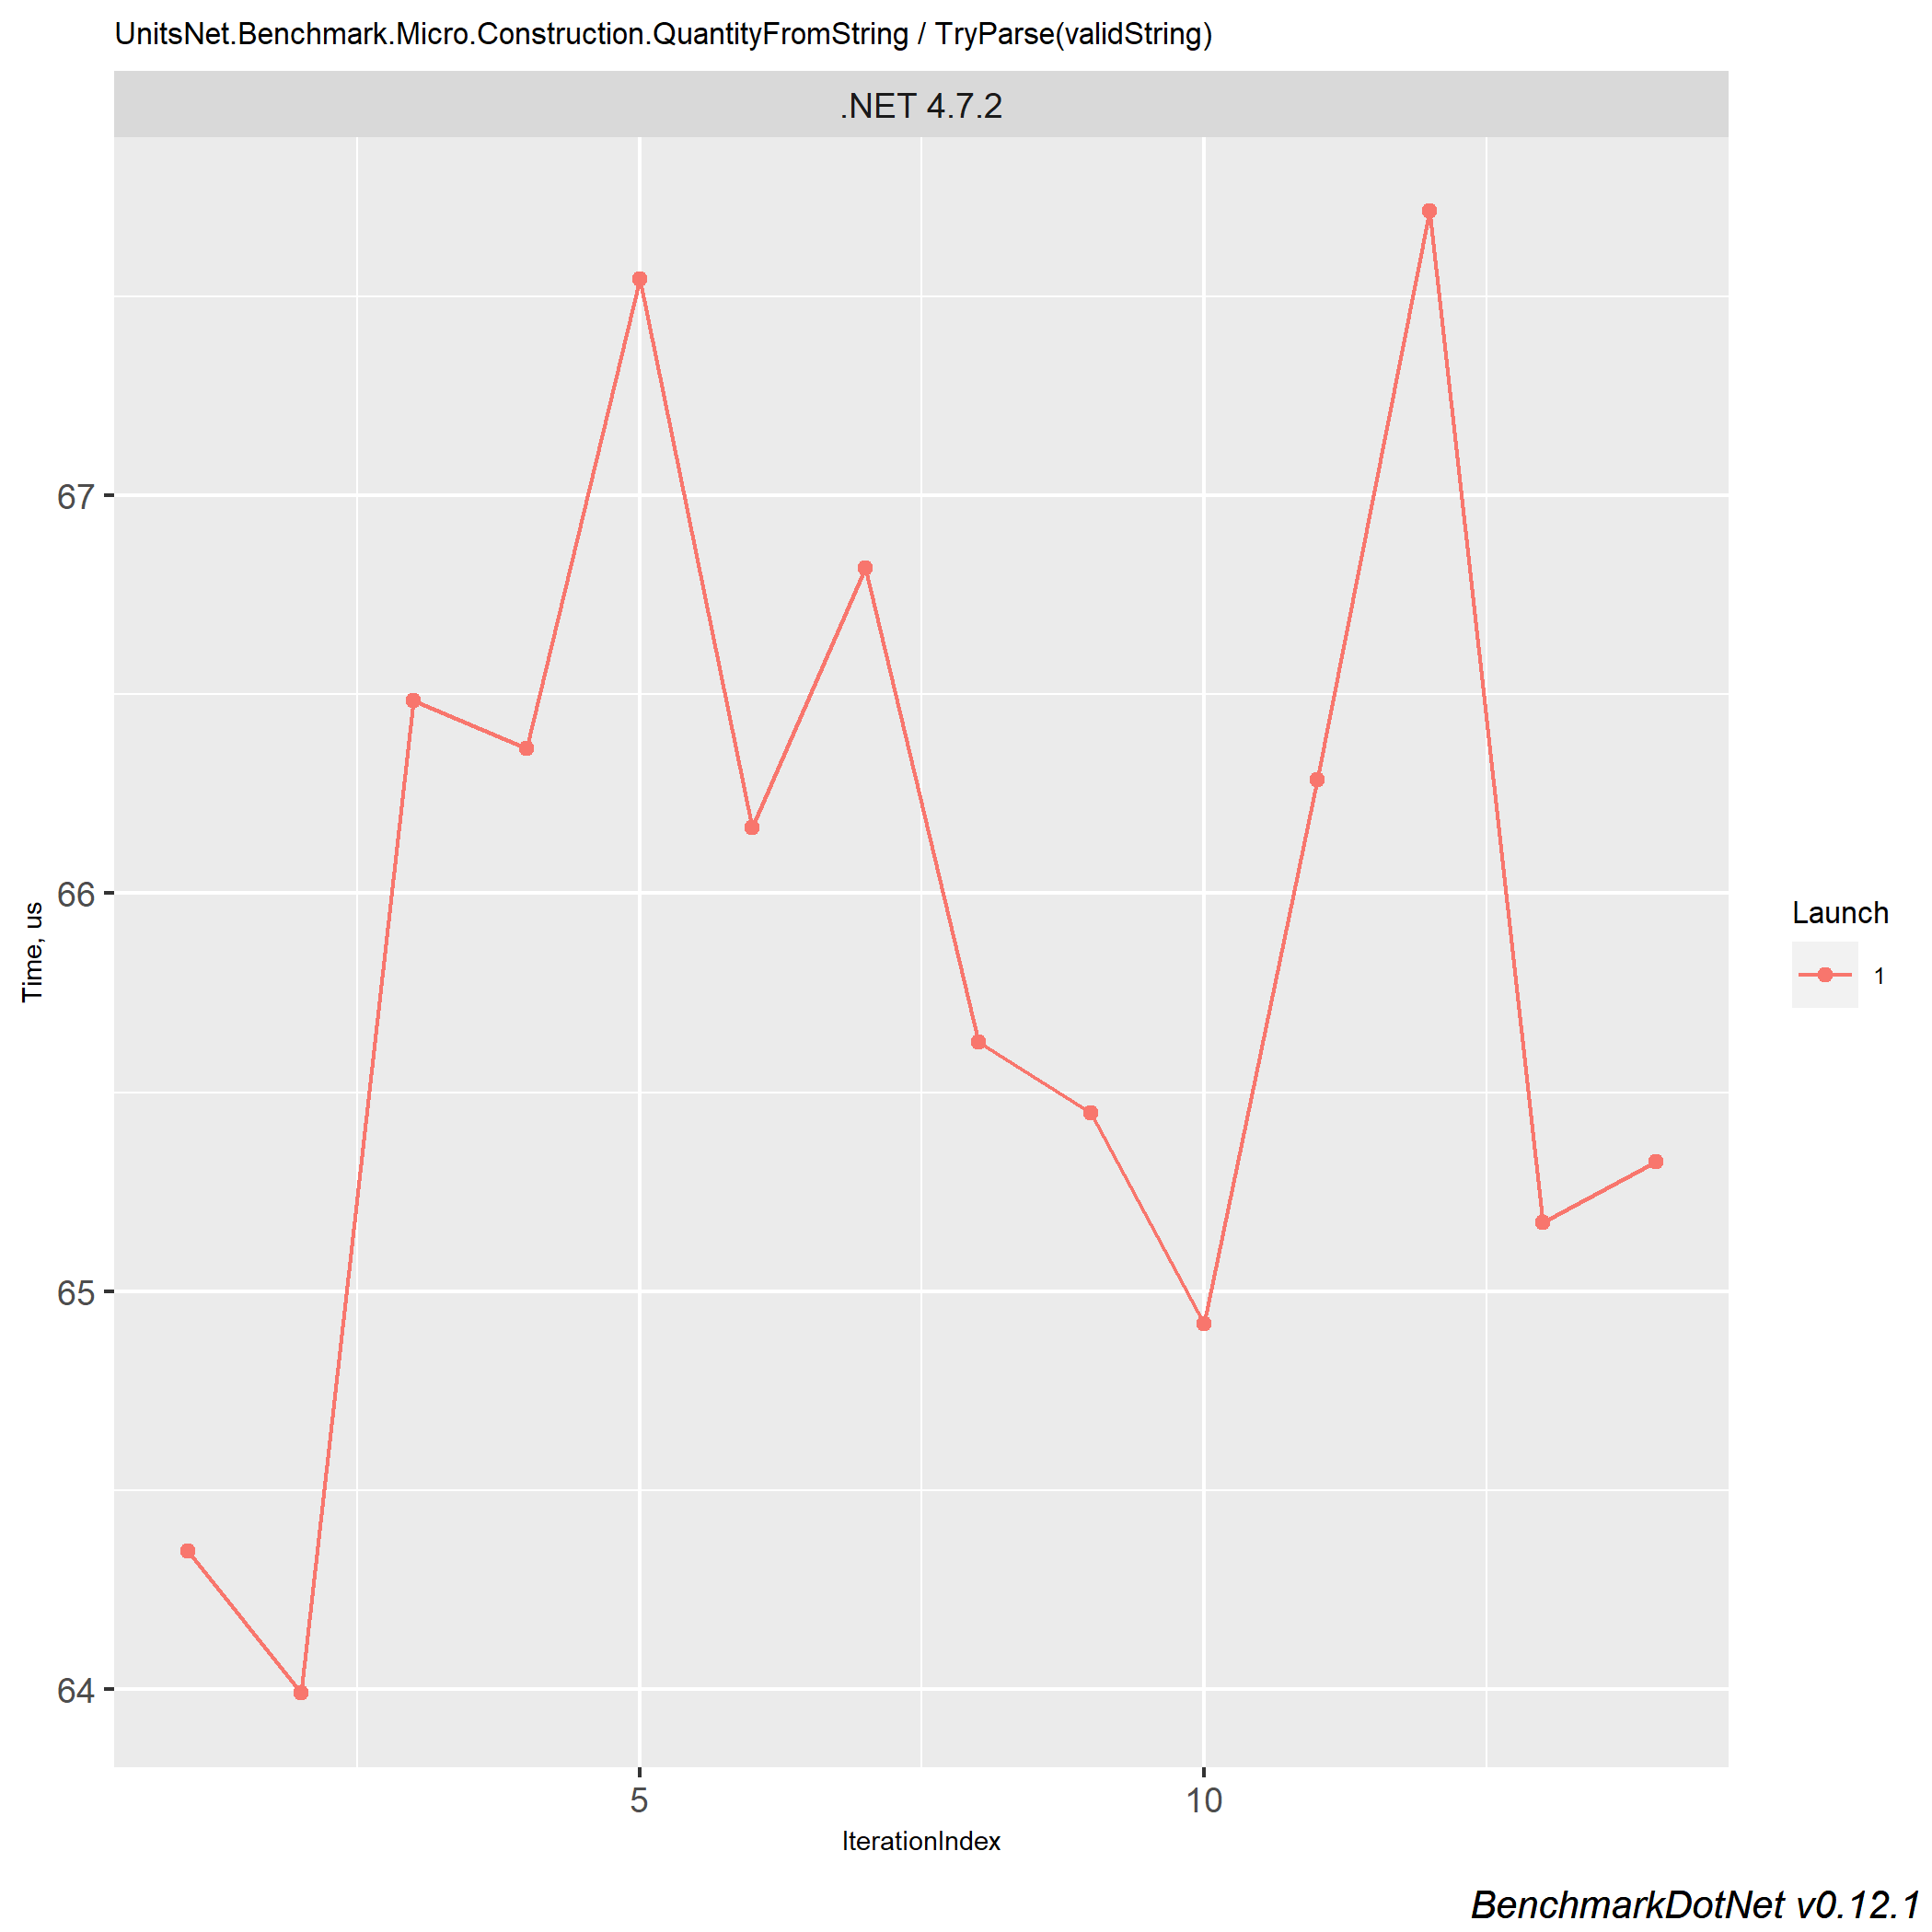 UnitsNet.Benchmark.Micro.Construction.QuantityFromString / TryParse(validString)
.NET 4.7.2
67
66
65
64
Time, us
5
10
IterationIndex
Launch
1
BenchmarkDotNet v0.12.1